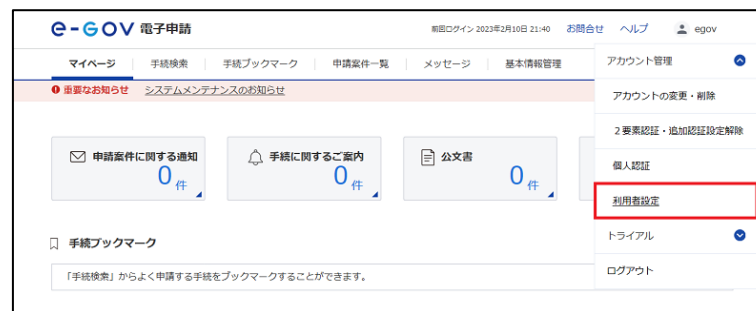 e-GOV 電子申請
前回ログイン 2023年2月10日 21:40 お問合せ ヘルプ egov
マイページ 手続検索 手続ブックマーク 申請案件一覧 メッセージ 基本情報管理
重要なお知らせ システムメンテナンスのお知らせ
申請案件に関する通知
0件
手続に関するご案内
0件
公文書
0件
手続ブックマーク
「手続検索」からよく申請する手続をブックマークすることができます。
アカウント管理
アカウントの変更・削除
２要素認証・追加認証設定解除
個人認証
利用者設定
トライアル
ログアウト